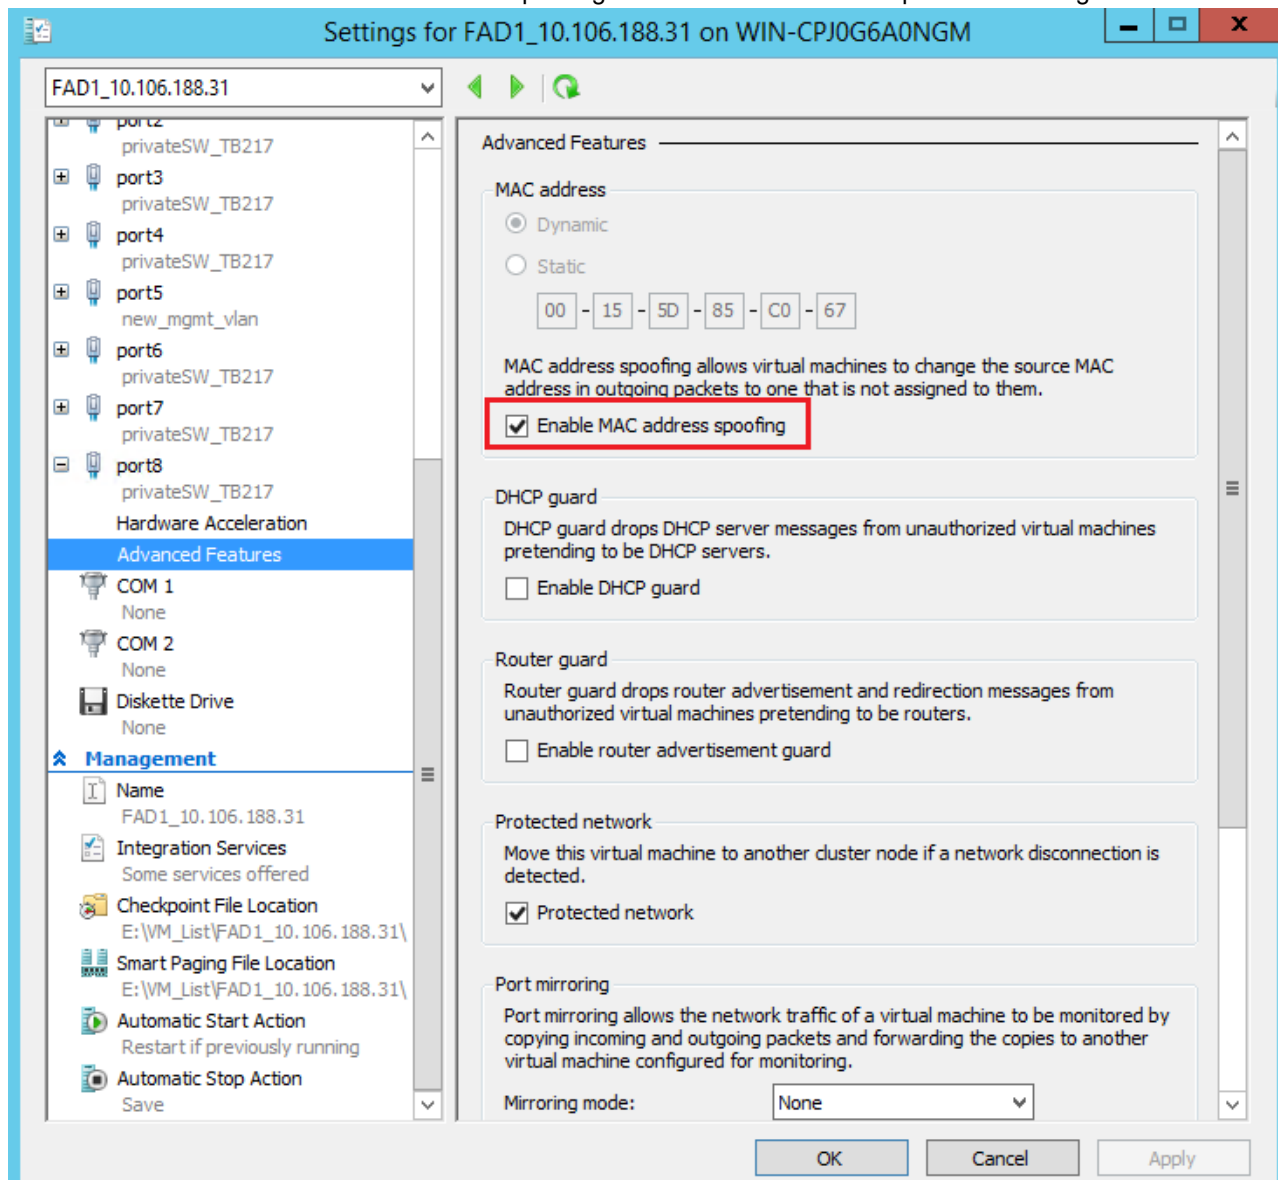 Settings for FAD1_10.106.188.31 on WIN-CPJ0G6A0NGM
FAD1_10.106.188.31
port2
privateSW_TB217
port3
privateSW_TB217
port4
privateSW_TB217
port5
new_mgmt_vlan
port6
privateSW_TB217
port7
privateSW_TB217
port8
privateSW_TB217
Hardware Acceleration
Advanced Features
COM 1
None
COM 2
None
Diskette Drive
None
Management
Name
FAD1_10.106.188.31
Integration Services
Some services offered
Checkpoint File Location
E:\VM_List\FAD1_10.106.188.31\
Smart Paging File Location
E:\VM_List\FAD1_10.106.188.31\
Automatic Start Action
Restart if previously running
Automatic Stop Action
Save
Advanced Features
MAC address
Dynamic
Static
00 - 15 - 5D - 85 - C0 - 67
MAC address spoofing allows virtual machines to change the source MAC
address in outgoing packets to one that is not assigned to them.
Enable MAC address spoofing
DHCP guard
DHCP guard drops DHCP server messages from unauthorized virtual machines
pretending to be DHCP servers.
Enable DHCP guard
Router guard
Router guard drops router advertisement and redirection messages from
unauthorized virtual machines pretending to be routers.
Enable router advertisement guard
Protected network
Move this virtual machine to another cluster node if a network disconnection is
detected.
Protected network
Port mirroring
Port mirroring allows the network traffic of a virtual machine to be monitored by
copying incoming and outgoing packets and forwarding the copies to another
virtual machine configured for monitoring.
Mirroring mode: None
OK Cancel Apply